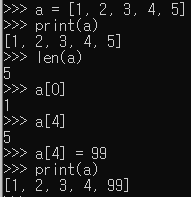 >>> a = [1, 2, 3, 4, 5]
>>> print(a)
[1, 2, 3, 4, 5]
>>> len(a)
5
>>> a[0]
1
>>> a[4]
5
>>> a[4] = 99
>>> print(a)
[1, 2, 3, 4, 99]